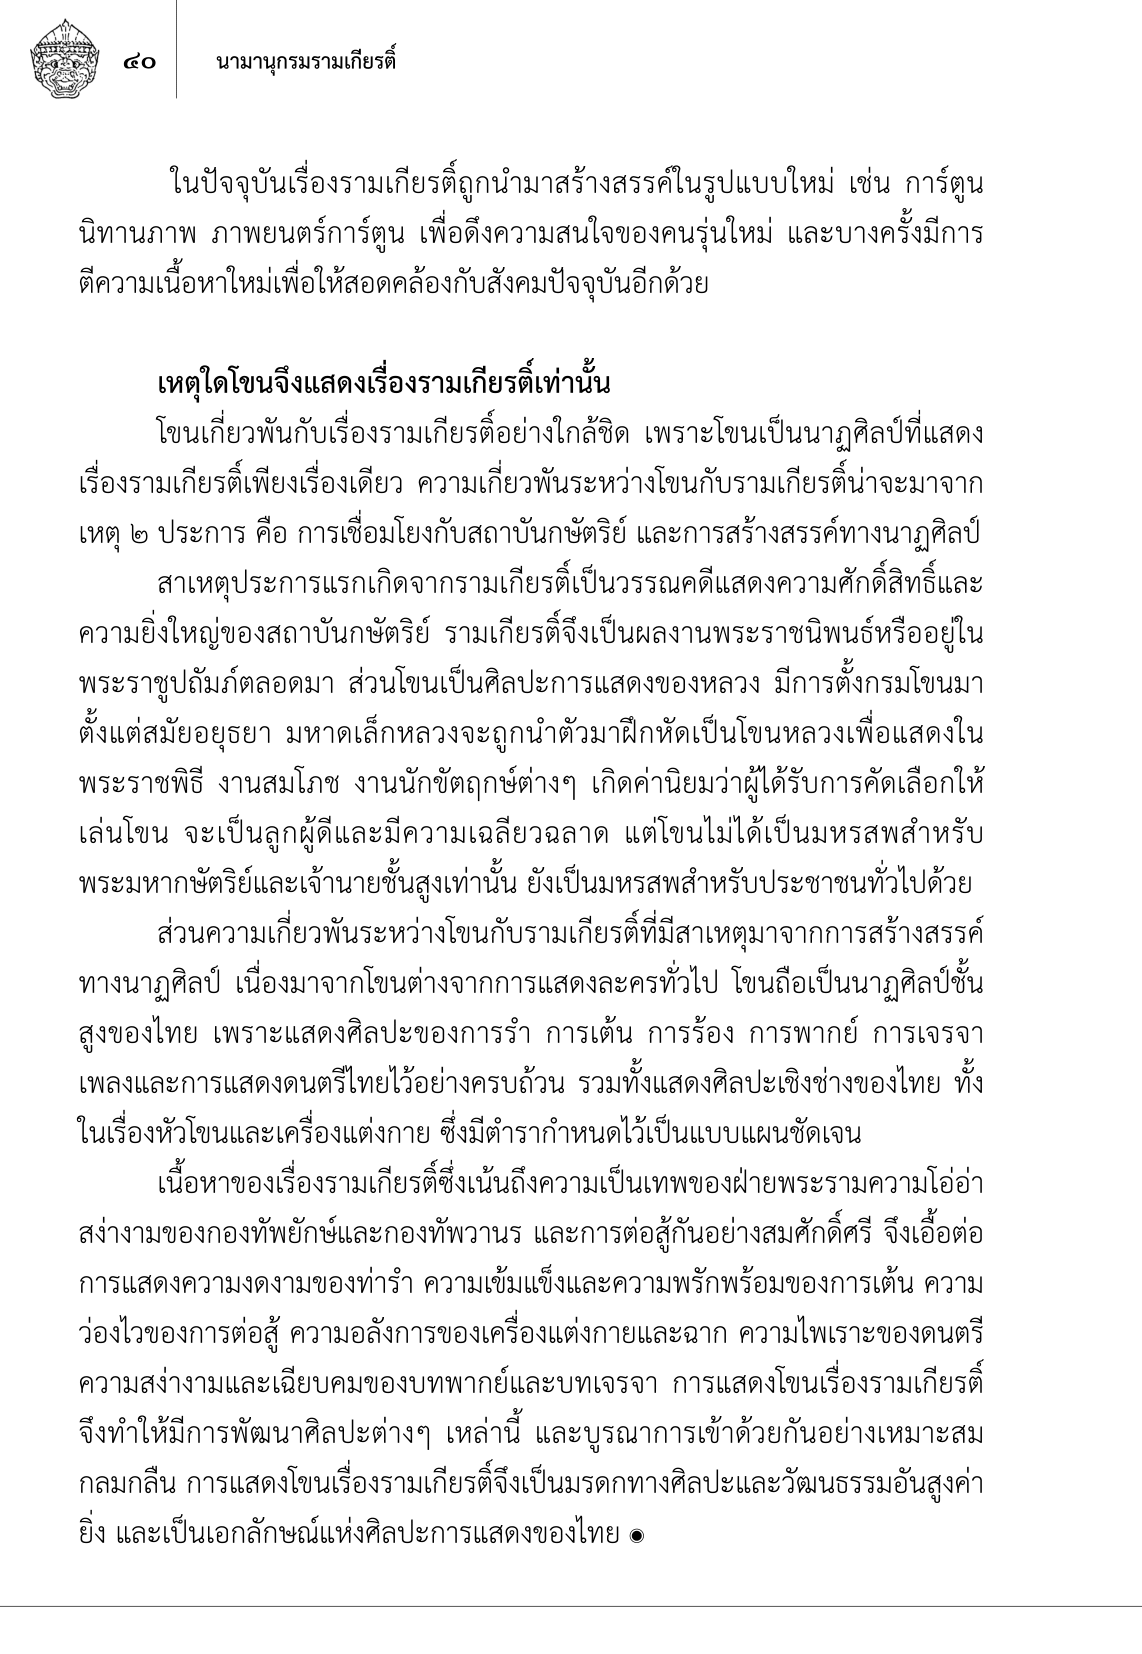 ๔๐
นามานุกรมรามเกียรติ์
ในปัจจุบันเรื่องรามเกียรติ์ถูกนำมาสร้างสรรค์ในรูปแบบใหม่ เช่น การ์ตูน
นิทานภาพ ภาพยนตร์การ์ตูน เพื่อดึงความสนใจของคนรุ่นใหม่ และบางครั้งมีการ
ตีความเนื้อหาใหม่เพื่อให้สอดคล้องกับสังคมปัจจุบันอีกด้วย
เหตุใดโขนจึงแสดงเรื่องรามเกียรติ์เท่านั้น
โขนเกี่ยวพันกับเรื่องรามเกียรติ์อย่างใกล้ชิด เพราะโขนเป็นนาฏศิลป์ที่แสดง
เรื่องรามเกียรติ์เพียงเรื่องเดียว ความเกี่ยวพันระหว่างโขนกับรามเกียรติ์น่าจะมาจาก
เหตุ ๒ ประการ คือ การเชื่อมโยงกับสถาบันกษัตริย์ และการสร้างสรรค์ทางนาฏศิลป์
สาเหตุประการแรกเกิดจากรามเกียรติ์เป็นวรรณคดีแสดงความศักดิ์สิทธิ์และ
ความยิ่งใหญ่ของสถาบันกษัตริย์ รามเกียรติ์จึงเป็นผลงานพระราชนิพนธ์หรืออยู่ใน
พระราชูปถัมภ์ตลอดมา ส่วนโขนเป็นศิลปะการแสดงของหลวง มีการตั้งกรมโขนมา
ตั้งแต่สมัยอยุธยา มหาดเล็กหลวงจะถูกนำตัวมาฝึกหัดเป็นโขนหลวงเพื่อแสดงใน
พระราชพิธี งานสมโภช งานนักขัตฤกษ์ต่างๆ เกิดค่านิยมว่าผู้ได้รับการคัดเลือกให้
เล่นโขน จะเป็นลูกผู้ดีและมีความเฉลียวฉลาด แต่โขนไม่ได้เป็นมหรสพสำหรับ
พระมหากษัตริย์และเจ้านายชั้นสูงเท่านั้น ยังเป็นมหรสพสำหรับประชาชนทั่วไปด้วย
ส่วนความเกี่ยวพันระหว่างโขนกับรามเกียรติ์ที่มีสาเหตุมาจากการสร้างสรรค์
ทางนาฏศิลป์ เนื่องมาจากโขนต่างจากการแสดงละครทั่วไป โขนถือเป็นนาฏศิลป์ชั้น
สูงของไทย เพราะแสดงศิลปะของการรำ การเต้น การร้อง การพากย์ การเจรจา
เพลงและการแสดงดนตรีไทยไว้อย่างครบถ้วน รวมทั้งแสดงศิลปะเชิงช่างของไทย ทั้ง
ในเรื่องหัวโขนและเครื่องแต่งกาย ซึ่งมีตำรากำหนดไว้เป็นแบบแผนชัดเจน
เนื้อหาของเรื่องรามเกียรติ์ซึ่งเน้นถึงความเป็นเทพของฝ่ายพระรามความโอ่อ่า
สง่างามของกองทัพยักษ์และกองทัพวานร และการต่อสู้กันอย่างสมศักดิ์ศรี จึงเอื้อต่อ
การแสดงความงดงามของท่ารำ ความเข้มแข็งและความพรักพร้อมของการเต้น ความ
ว่องไวของการต่อสู้ ความอลังการของเครื่องแต่งกายและฉาก ความไพเราะของดนตรี
ความสง่างามและเฉียบคมของบทพากย์และบทเจรจา การแสดงโขนเรื่องรามเกียรติ์
จึงทำให้มีการพัฒนาศิลปะต่างๆ เหล่านี้ และบูรณาการเข้าด้วยกันอย่างเหมาะสม
กลมกลืน การแสดงโขนเรื่องรามเกียรติ์จึงเป็นมรดกทางศิลปะและวัฒนธรรมอันสูงค่า
ยิ่ง และเป็นเอกลักษณ์แห่งศิลปะการแสดงของไทย ◉